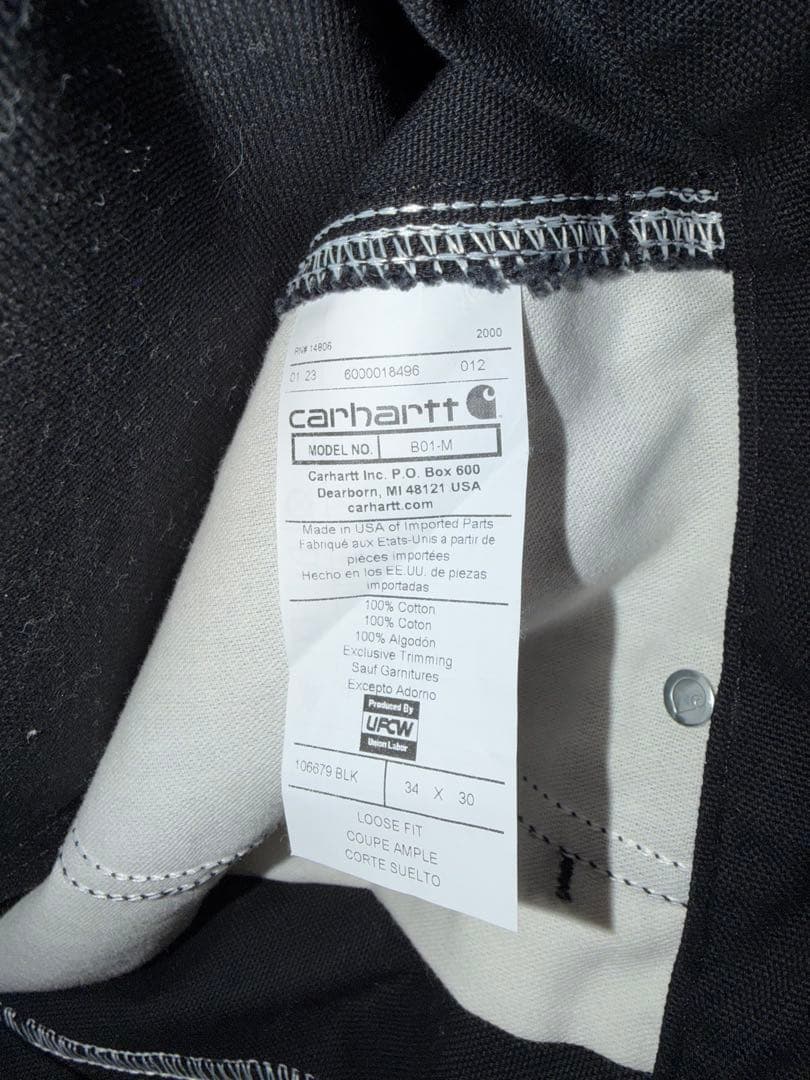 RN# 14806 2000
01 23 6000018496 012
carhartt
MODEL NO. B01-M
Carhartt Inc. P.O. Box 600
Dearborn, MI 48121 USA
carhartt.com
Made in USA of Imported Parts
Fabriqué aux Etats-Unis a partir de
pièces importées
Hecho en los EE.UU. de piezas
importadas
100% Cotton
100% Coton
100% Algodón
Exclusive Trimming
Sauf Garnitures
Excepto Adorno
Produced By
UFCW
Union Labor
106679 BLK 34 X 30
LOOSE FIT
COUPE AMPLE
CORTE SUELTO